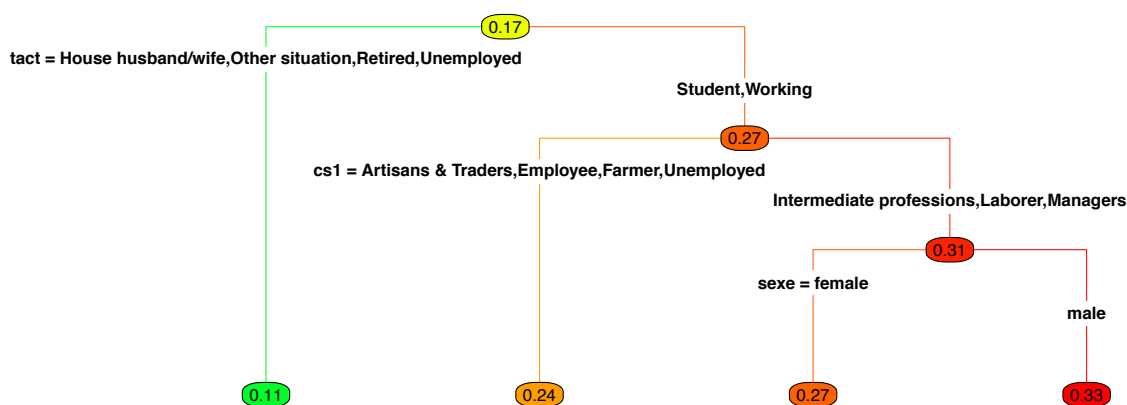 0.17
tact = House husband/wife,Other situation,Retired,Unemployed
Student,Working
0.27
cs1 = Artisans & Traders,Employee,Farmer,Unemployed
Intermediate professions,Laborer,Managers
0.31
sexe = female
male
0.11
0.24
0.27
0.33